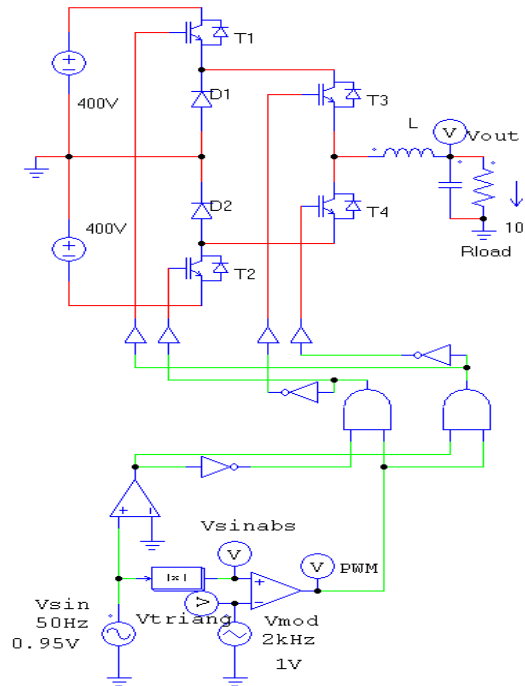 T1
400V
D1
T3
L
V
Vout
D2
400V
T4
10
T2
Rload
Vsinabs
V
V
PWM
|x|
Vsin
50Hz
0.95V
Vtriang
V
Vmod
2kHz
1V